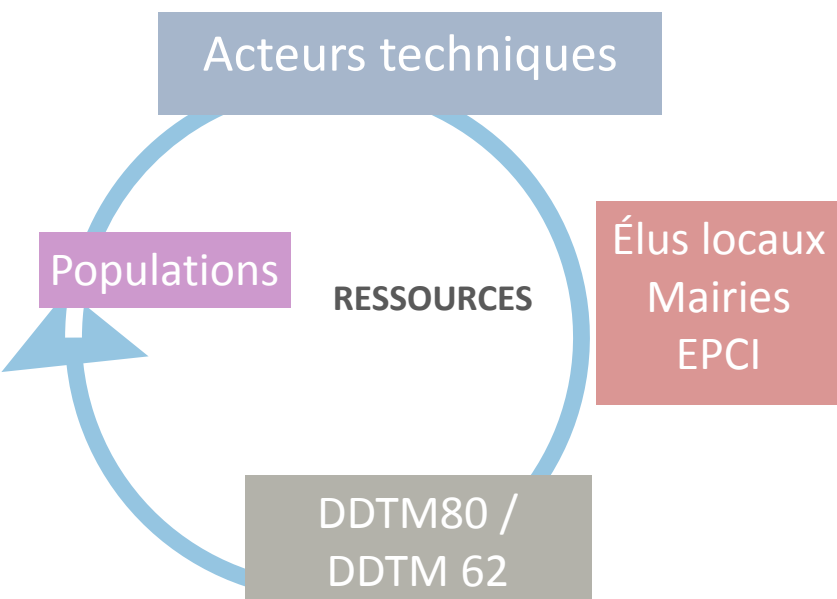 Acteurs techniques
Élus locaux
Mairies
EPCI
Populations
RESSOURCES
DDTM80 /
DDTM 62